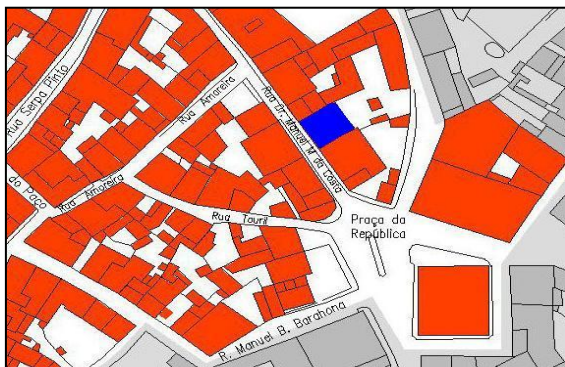 Rua Serpa Pinto
Rua Amoreira
Rua Dr. Manuel M da Costa
do Paço
Rua Amoreira
Rua Touril
Praça da
República
R. Manuel B. Barahona